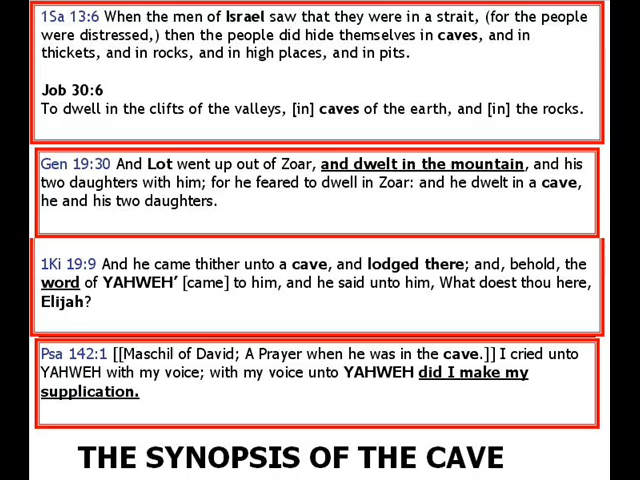 1Sa 13:6 When the men of Israel saw that they were in a strait, (for the people
were distressed,) then the people did hide themselves in caves, and in
thickets, and in rocks, and in high places, and in pits.
Job 30:6
To dwell in the clifts of the valleys, [in] caves of the earth, and [in] the rocks.
Gen 19:30 And Lot went up out of Zoar, and dwelt in the mountain, and his
two daughters with him; for he feared to dwell in Zoar: and he dwelt in a cave,
he and his two daughters.
1Ki 19:9 And he came thither unto a cave, and lodged there; and, behold, the
word of YAHWEH’ [came] to him, and he said unto him, What doest thou here,
Elijah?
Psa 142:1 [[Maschil of David; A Prayer when he was in the cave.]] I cried unto
YAHWEH with my voice; with my voice unto YAHWEH did I make my
supplication.
THE SYNOPSIS OF THE CAVE